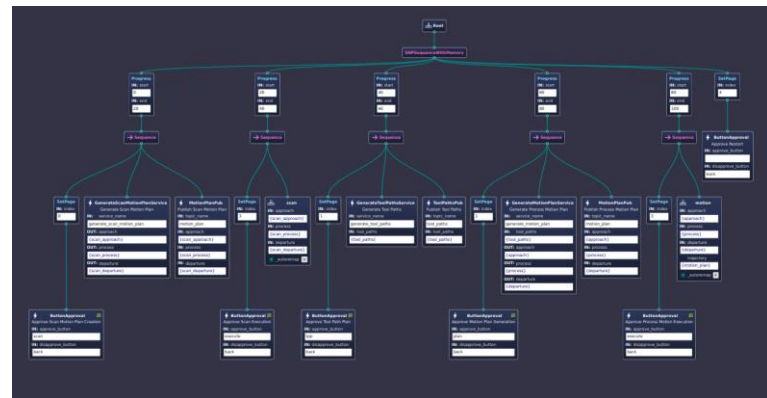 Root
SNPSequenceWithMemory
Progress
IN: start
0
IN: end
20
Progress
IN: start
20
IN: end
40
Progress
IN: start
40
IN: end
60
Progress
IN: start
60
IN: end
80
Progress
IN: start
80
IN: end
100
SetPage
IN: index
4
→ Sequence
→ Sequence
→ Sequence
→ Sequence
→ Sequence
ButtonApproval
Approve Restart
IN: approve_button
IN: disapprove_button
back
SetPage
IN: index
0
GenerateScanMotionPlanService
Generate Scan Motion Plan
IN: service_name
generate_scan_motion_plan
OUT: approach
{scan_approach}
OUT: process
{scan_process}
OUT: departure
{scan_departure}
MotionPlanPub
Publish Scan Motion Plan
IN: topic_name
motion_plan
IN: approach
{scan_approach}
IN: process
{scan_process}
IN: departure
{scan_departure}
SetPage
IN: index
1
scan
IN: approach
{scan_approach}
IN: process
{scan_process}
IN: departure
{scan_departure}
_autoremap
SetPage
IN: index
GenerateToolPathsService
Generate Tool Paths
IN: service_name
generate_tool_paths
OUT: tool_paths
{tool_paths}
ToolPathsPub
Publish Tool Paths
IN: topic_name
tool_paths
IN: tool_paths
{tool_paths}
SetPage
IN: index
GenerateMotionPlanService
Generate Process Motion Plan
IN: service_name
generate_motion_plan
IN: tool_paths
{tool_paths}
OUT: approach
{approach}
OUT: process
{process}
OUT: departure
{departure}
MotionPlanPub
Publish Process Motion Plan
IN: topic_name
motion_plan
IN: approach
{approach}
IN: process
{process}
IN: departure
{departure}
SetPage
IN: index
motion
IN: approach
{approach}
IN: process
{process}
IN: departure
{departure}
trajectory
{motion_plan}
_autoremap
ButtonApproval
Approve Scan Motion Plan Creation
IN: approve_button
scan
IN: disapprove_button
back
ButtonApproval
Approve Scan Execution
IN: approve_button
execute
IN: disapprove_button
back
ButtonApproval
Approve Tool Path Plan
IN: approve_button
tpp
IN: disapprove_button
back
ButtonApproval
Approve Motion Plan Generation
IN: approve_button
plan
IN: disapprove_button
back
ButtonApproval
Approve Process Motion Execution
IN: approve_button
execute
IN: disapprove_button
back